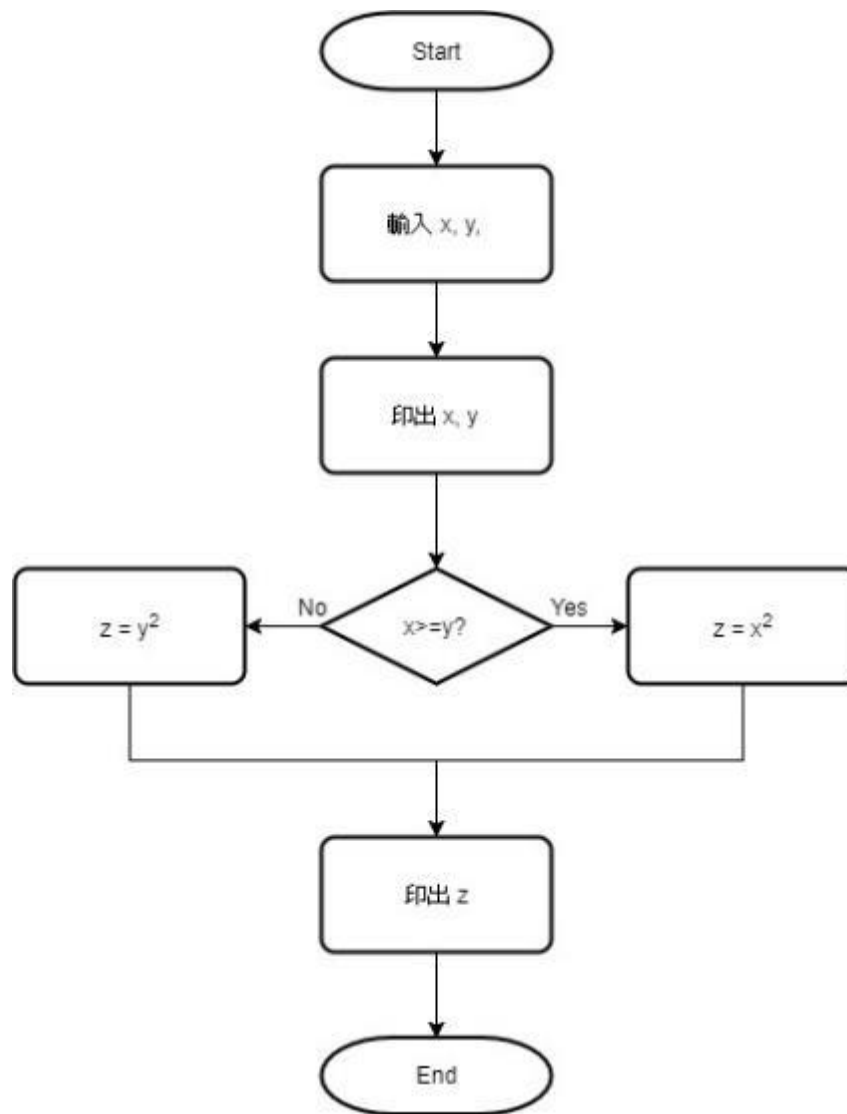 Start
輸入 x, y,
印出 x, y
No
x>=y?
Yes
z = y²
z = x²
印出 z
End